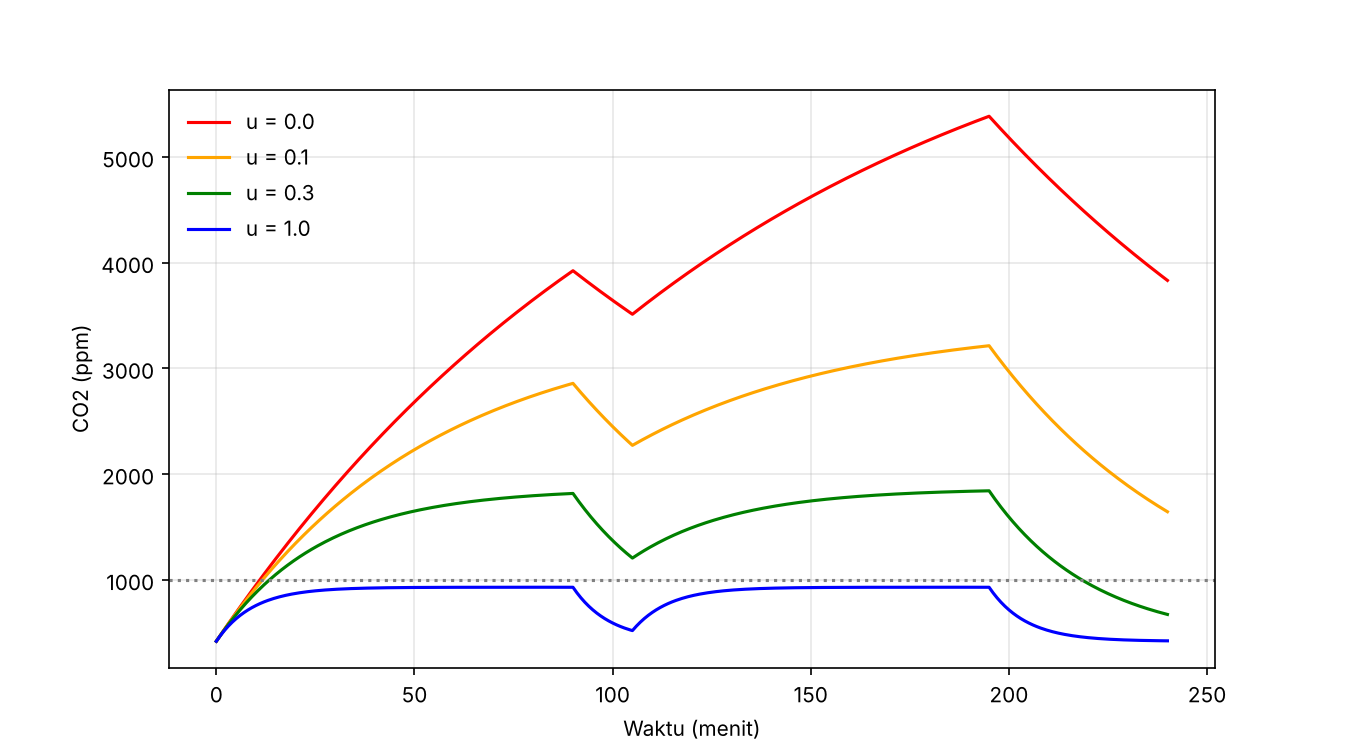 u = 0.0
u = 0.1
u = 0.3
u = 1.0
5000
4000
3000
2000
1000
CO2 (ppm)
0 50 100 150 200 250
Waktu (menit)